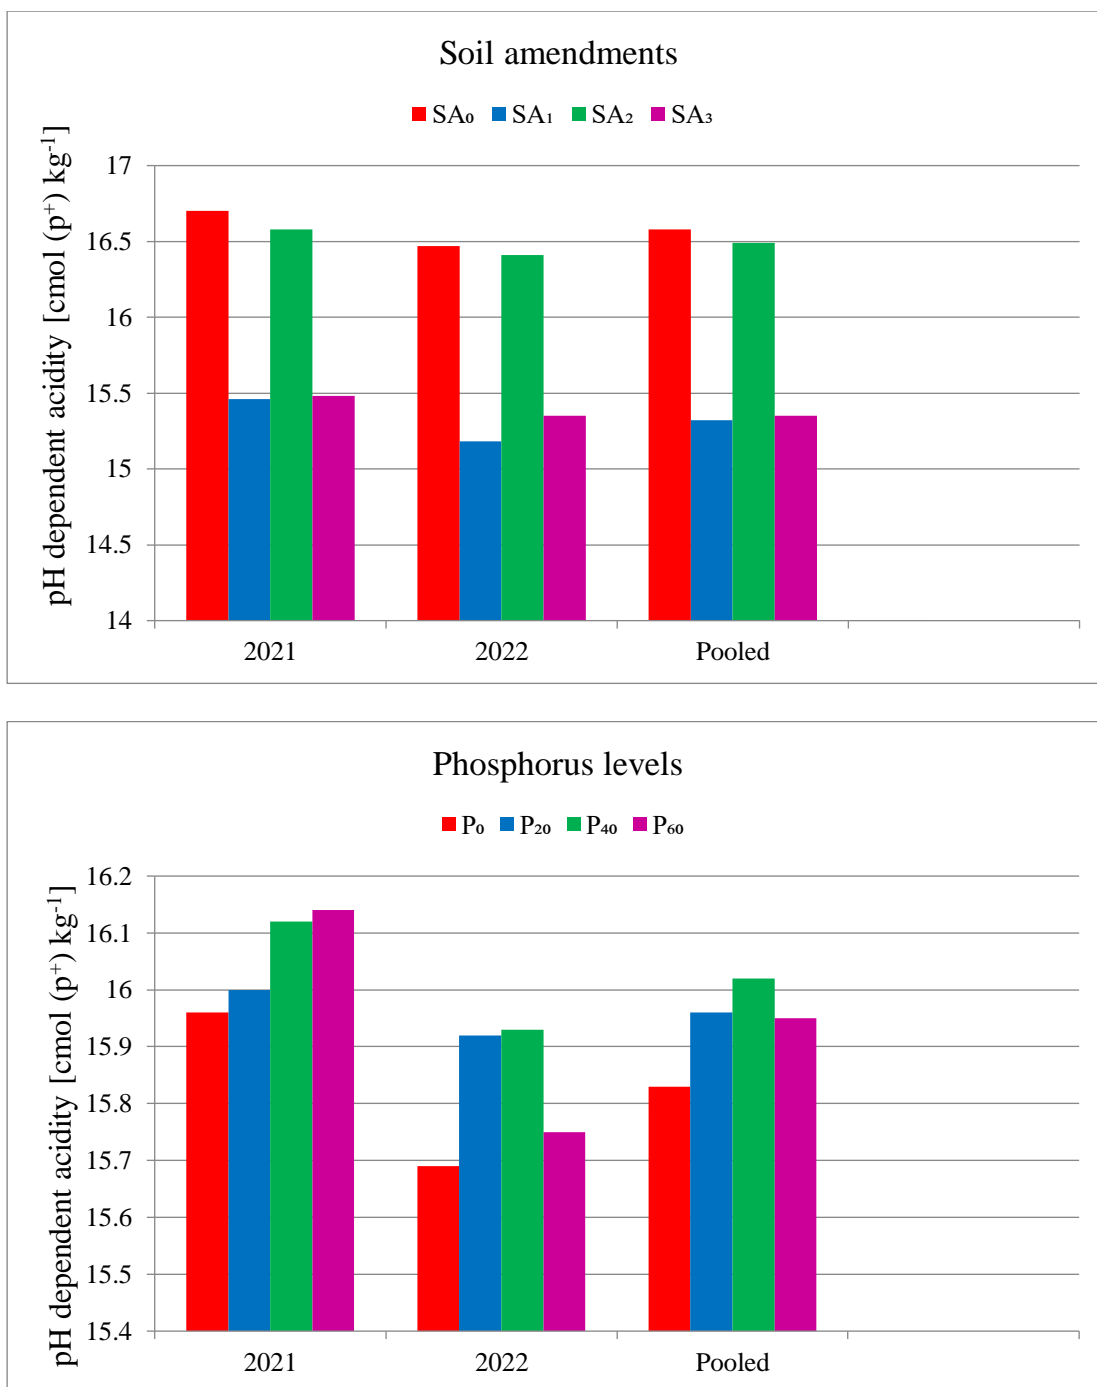 Soil amendments
SA₀ SA₁ SA₂ SA₃
pH dependent acidity [cmol (p⁺) kg⁻¹]
17
16.5
16
15.5
15
14.5
14
2021 2022 Pooled
Phosphorus levels
P₀ P₂₀ P₄₀ P₆₀
pH dependent acidity [cmol (p⁺) kg⁻¹]
16.2
16.1
16
15.9
15.8
15.7
15.6
15.5
15.4
2021 2022 Pooled